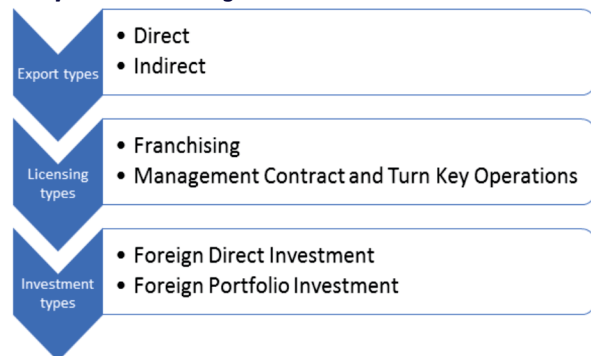 Export types
• Direct
• Indirect
Licensing
types
• Franchising
• Management Contract and Turn Key Operations
Investment
types
• Foreign Direct Investment
• Foreign Portfolio Investment